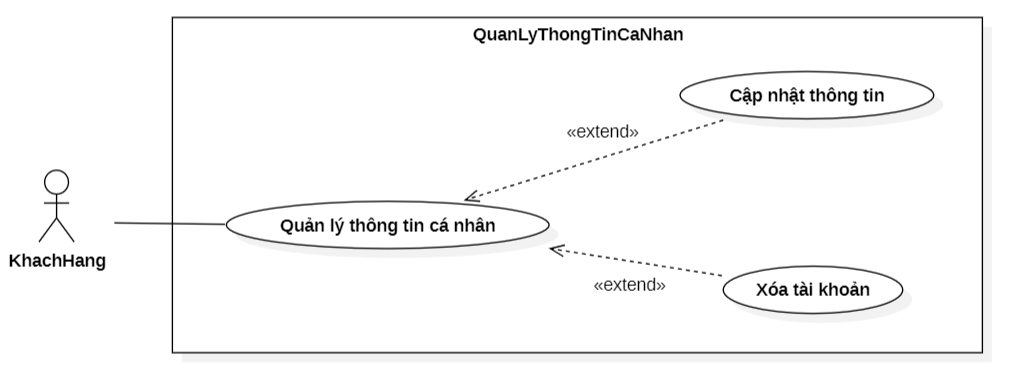 QuanLyThongTinCaNhan
Cập nhật thông tin
«extend»
Quản lý thông tin cá nhân
KhachHang
«extend»
Xóa tài khoản